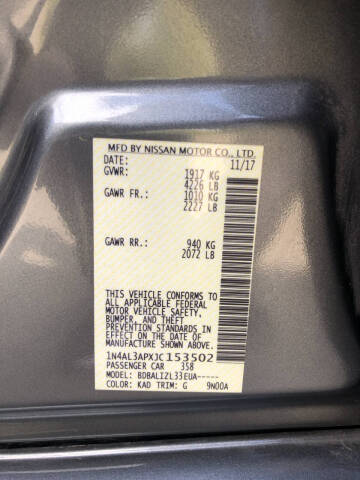 MFD BY NISSAN MOTOR CO., LTD.
DATE: 11/17
GVWR: 1917 KG
4226 LB
GAWR FR.: 1010 KG
2227 LB
GAWR RR.: 940 KG
2072 LB
THIS VEHICLE CONFORMS TO ALL
APPLICABLE FEDERAL
MOTOR VEHICLE SAFETY,
BUMPER, AND THEFT
PREVENTION STANDARDS
IN EFFECT ON THE
DATE OF MANUFACTURE
SHOWN ABOVE.
1N4AL3APXJC153502
PASSENGER CAR 358
MODEL: BDBALIZL33EUA-----
COLOR: KAD TRIM: G 9N00A